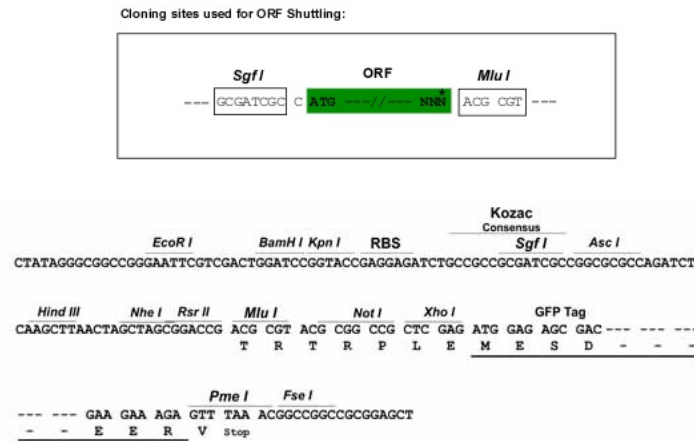 Cloning sites used for ORF Shuttling:
Sgf I ORF Mlu I
--- GCGATCGC C ATG ---//--- NNN* ACG CGT ---
Kozac
Consensus
EcoR I BamH I Kpn I RBS Sgf I Asc I
CTATAGGGCGGCCGGGAATTCGTCGACTGGATCCGGTACCGAGGAGATCTGCCGCCGCGATCGCCGGCGCGCCAGATCT
Hind III Nhe I Rsr II Mlu I Not I Xho I GFP Tag
CAAGCTTAACTAGCTAGCGGACCG ACG CGT ACG CGG CCG CTC GAG ATG GAG AGC GAC --- --- ---
T R T R P L E M E S D - - -
Pme I Fse I
--- --- GAA GAA AGA GTT TAA ACGGCCGGCCGCGGAGCT
- - E E R V Stop